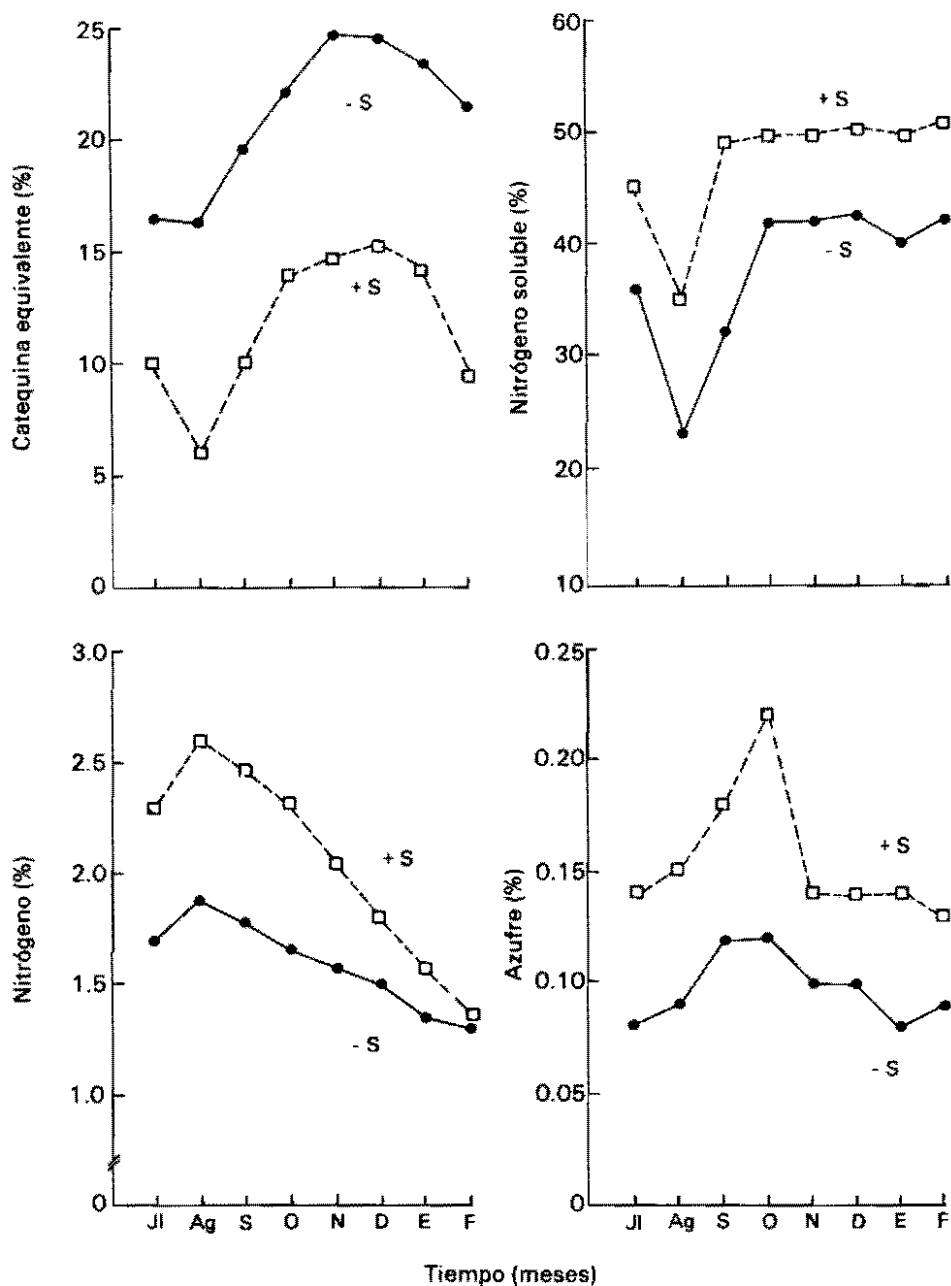 Catequina equivalente (%)
25
20
15
10
5
0
- S
+ S
Nitrógeno soluble (%)
60
50
40
30
20
10
+ S
- S
Nitrógeno (%)
3.0
2.5
2.0
1.5
1.0
0
+ S
- S
Jl Ag S O N D E F
Azufre (%)
0.25
0.20
0.15
0.10
0.05
0
+ S
- S
Jl Ag S O N D E F
Tiempo (meses)